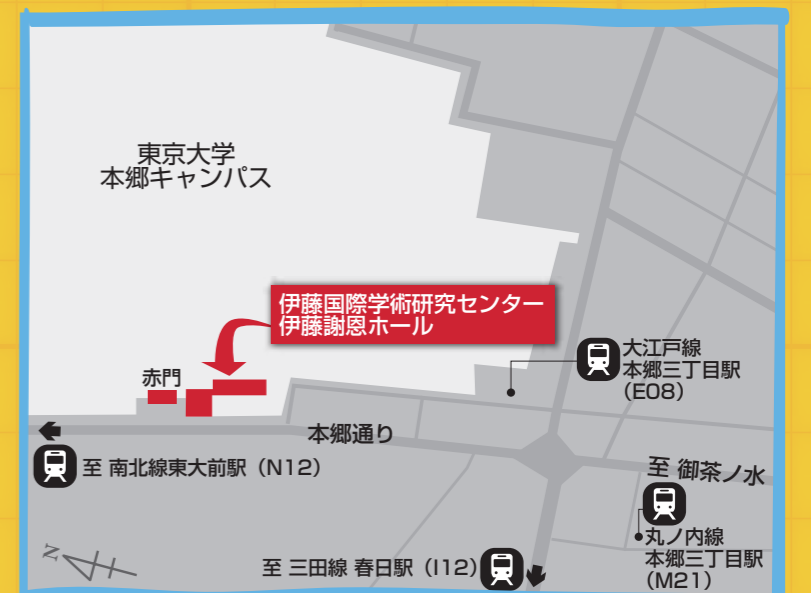 東京大学
本郷キャンパス
伊藤国際学術研究センター
伊藤謝恩ホール
大江戸線
本郷三丁目駅
(E08)
赤門
本郷通り
至 南北線東大前駅（N12）
至 御茶ノ水
丸ノ内線
本郷三丁目駅
(M21)
至 三田線 春日駅（I12）
N